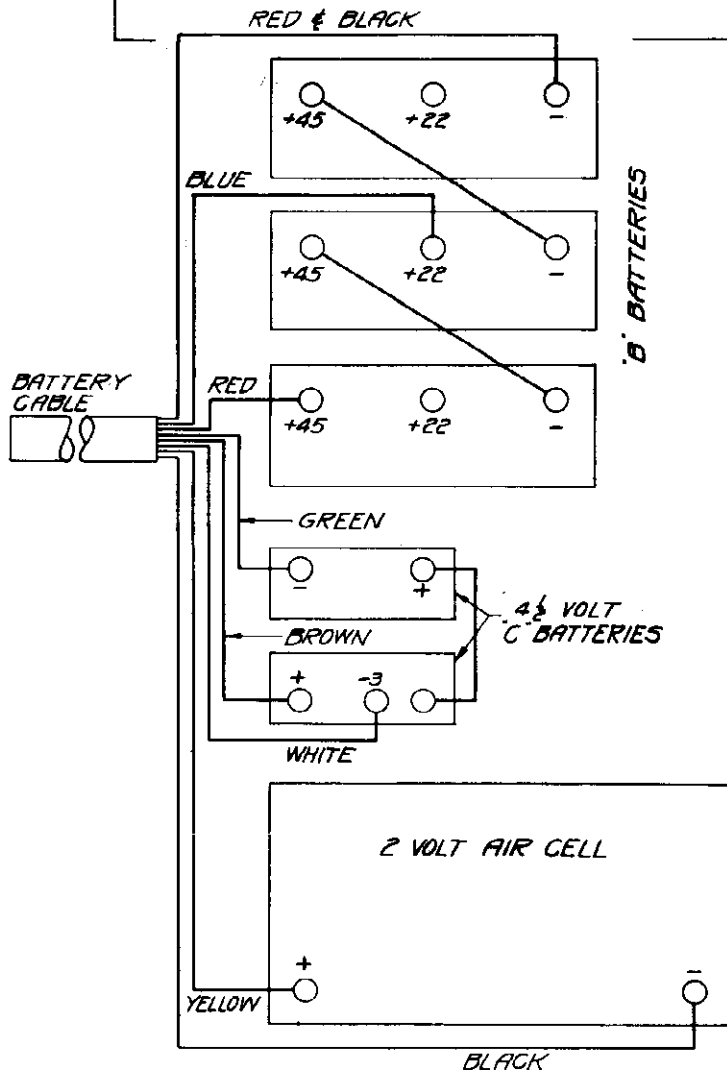 RED & BLACK
+45 +22 -
BLUE
+45 +22 -
'B' BATTERIES
BATTERY
CABLE
RED
+45 +22 -
GREEN
- +
4½ VOLT
"C" BATTERIES
BROWN
+ -3
WHITE
2 VOLT AIR CELL
+ -
YELLOW
BLACK